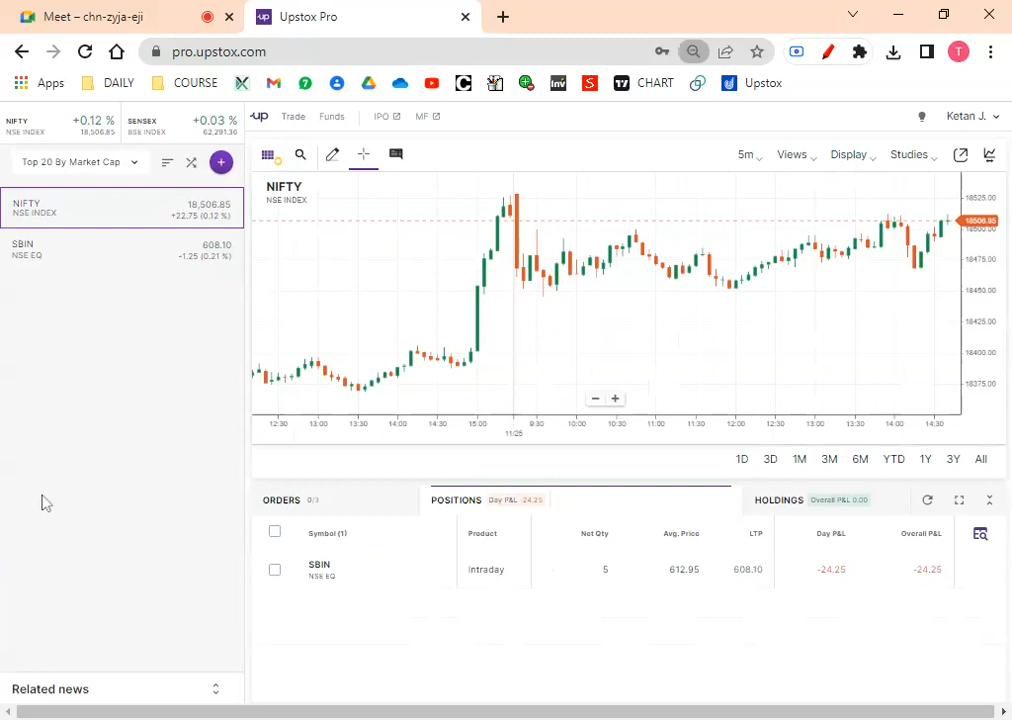 Meet – chn-zyja-eji
Upstox Pro
pro.upstox.com
T
Apps
DAILY
COURSE
CHART
Upstox
NIFTY +0.12 %
NSE INDEX 18,506.85
SENSEX +0.03 %
BSE INDEX 62,291.36
up
Trade
Funds
IPO
MF
Ketan J.
Top 20 By Market Cap
5m
Views
Display
Studies
NIFTY 18,506.85
NSE INDEX +22.75 (0.12 %)
SBIN 608.10
NSE EQ -1.25 (0.21 %)
NIFTY
NSE INDEX
18525.00
18506.85
18500.00
18475.00
18450.00
18425.00
18400.00
18375.00
12:30 13:00 13:30 14:00 14:30 15:00 9:30 10:00 10:30 11:00 11:30 12:00 12:30 13:00 13:30 14:00 14:30
11/25
1D 3D 1M 3M 6M YTD 1Y 3Y All
ORDERS 0/3
POSITIONS Day P&L -24.25
HOLDINGS Overall P&L 0.00
Symbol (1) Product Net Qty Avg. Price LTP Day P&L Overall P&L
SBIN Intraday 5 612.95 608.10 -24.25 -24.25
NSE EQ
Related news